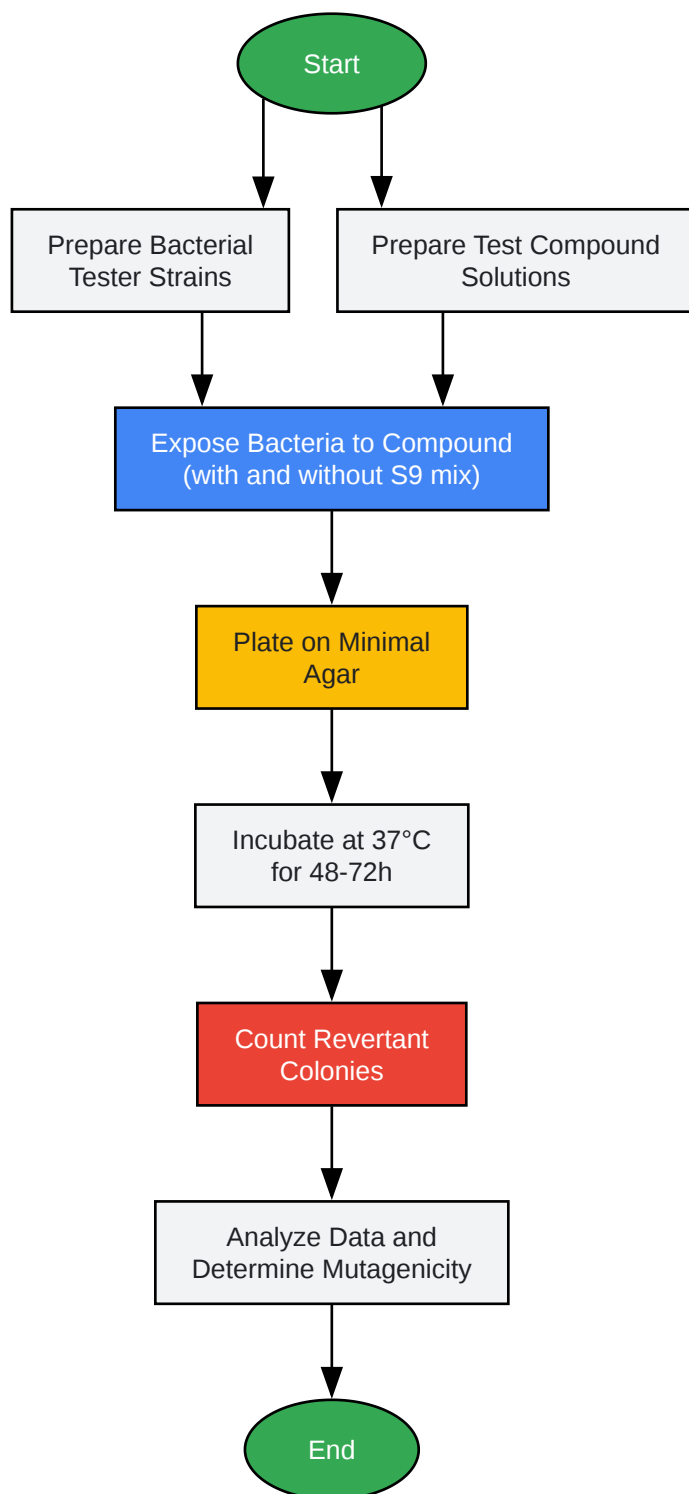 Start
Prepare Bacterial
Tester Strains
Prepare Test Compound
Solutions
Expose Bacteria to Compound
(with and without S9 mix)
Plate on Minimal
Agar
Incubate at 37°C
for 48-72h
Count Revertant
Colonies
Analyze Data and
Determine Mutagenicity
End